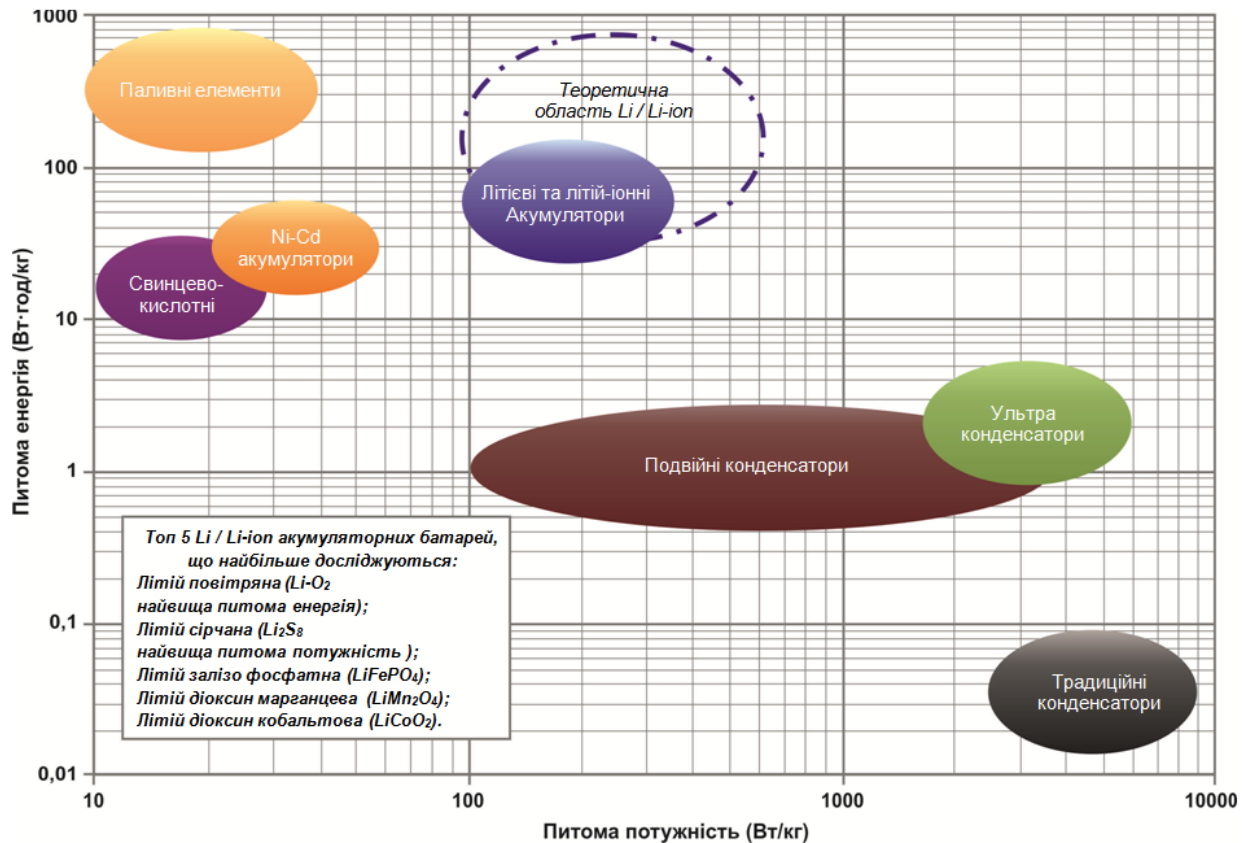 Питома енергія (Вт·год/кг)
1000
100
10
1
0,1
0,01
Паливні елементи
Теоретична
область Li / Li-ion
Літієві та літій-іонні
Акумулятори
Ni-Cd
акумулятори
Свинцево-
кислотні
Ультра
конденсатори
Подвійні конденсатори
Топ 5 Li / Li-ion акумуляторних батарей,
що найбільше досліджуються:
Літій повітряна (Li-O₂
найвища питома енергія);
Літій сірчана (Li₂S₈
найвища питома потужність );
Літій залізо фосфатна (LiFePO₄);
Літій діоксин марганцева (LiMn₂O₄);
Літій діоксин кобальтова (LiCoO₂).
Традиційні
конденсатори
10
100
1000
10000
Питома потужність (Вт/кг)